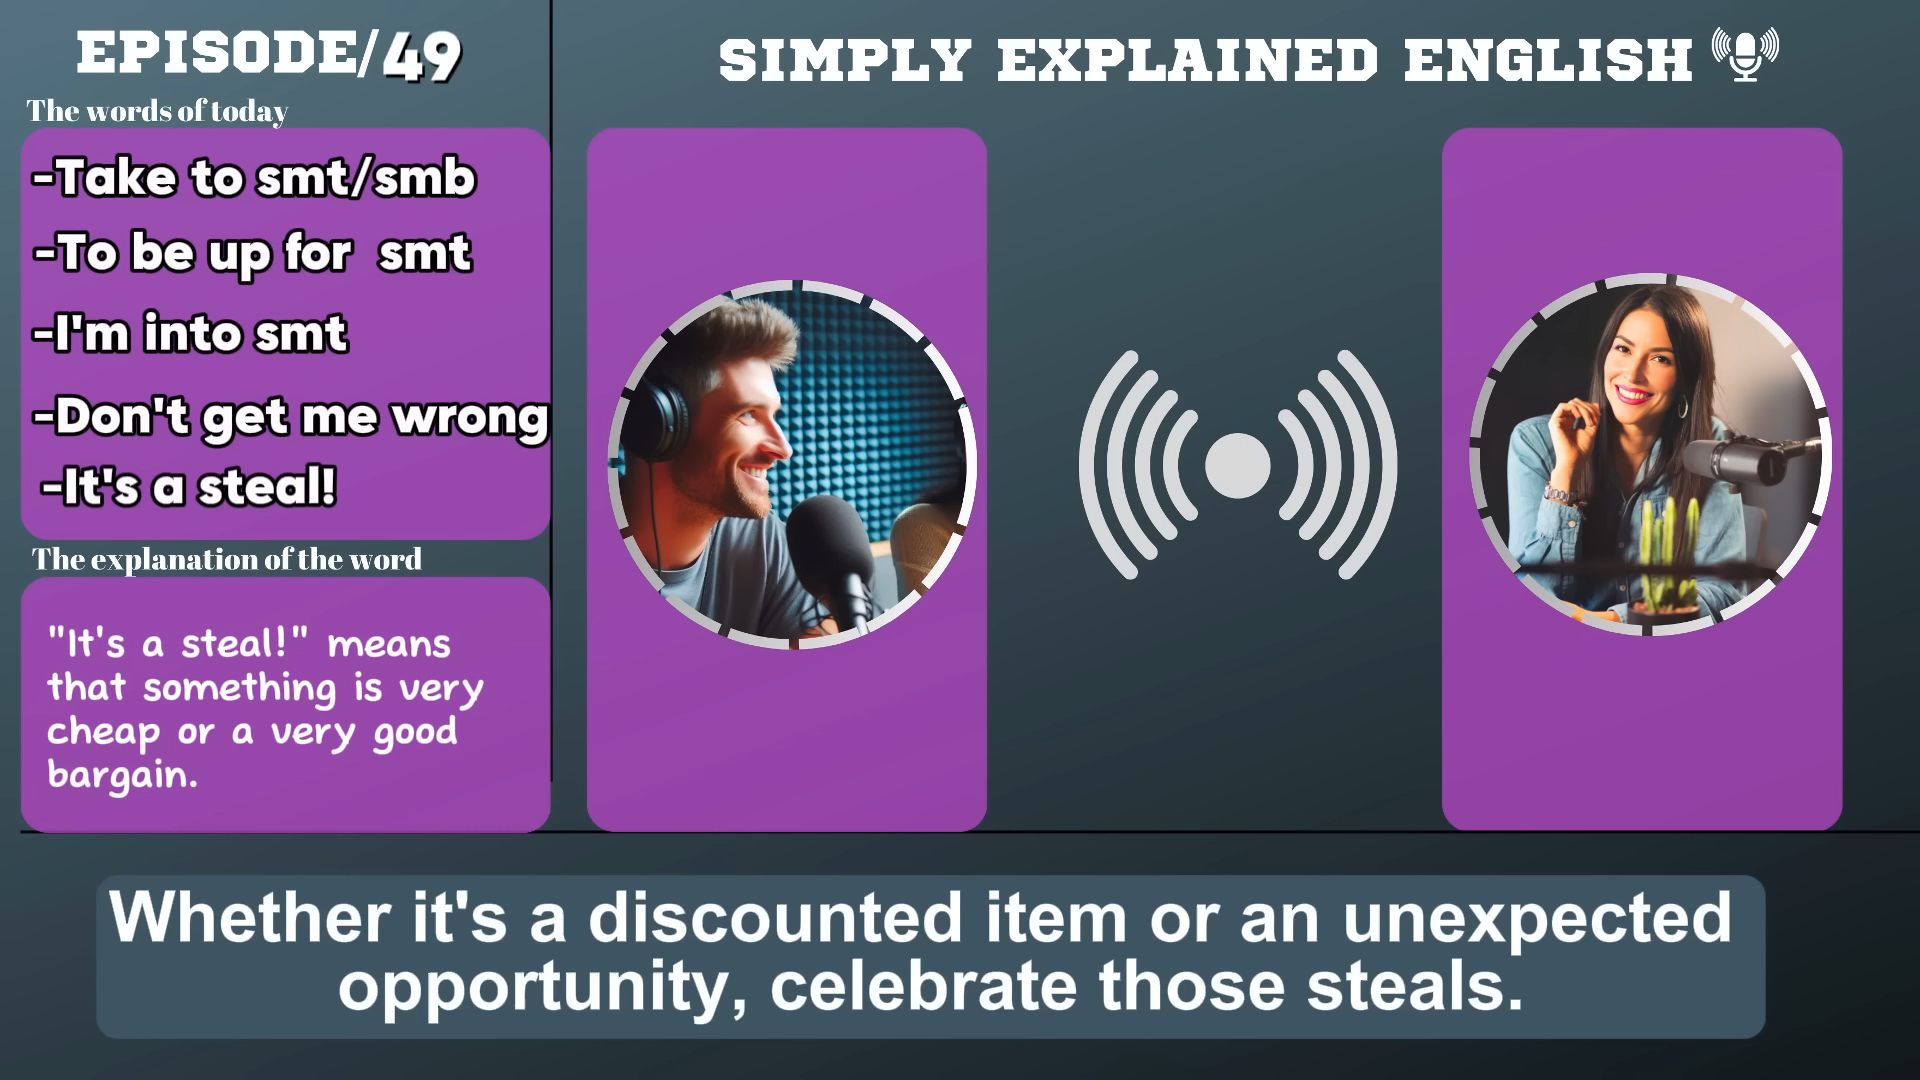 EPISODE/49
The words of today
-Take to smt/smb
-To be up for smt
-I'm into smt
-Don't get me wrong
-It's a steal!
The explanation of the word
"It's a steal!" means
that something is very
cheap or a very good
bargain.
SIMPLY EXPLAINED ENGLISH
Whether it's a discounted item or an unexpected
opportunity, celebrate those steals.